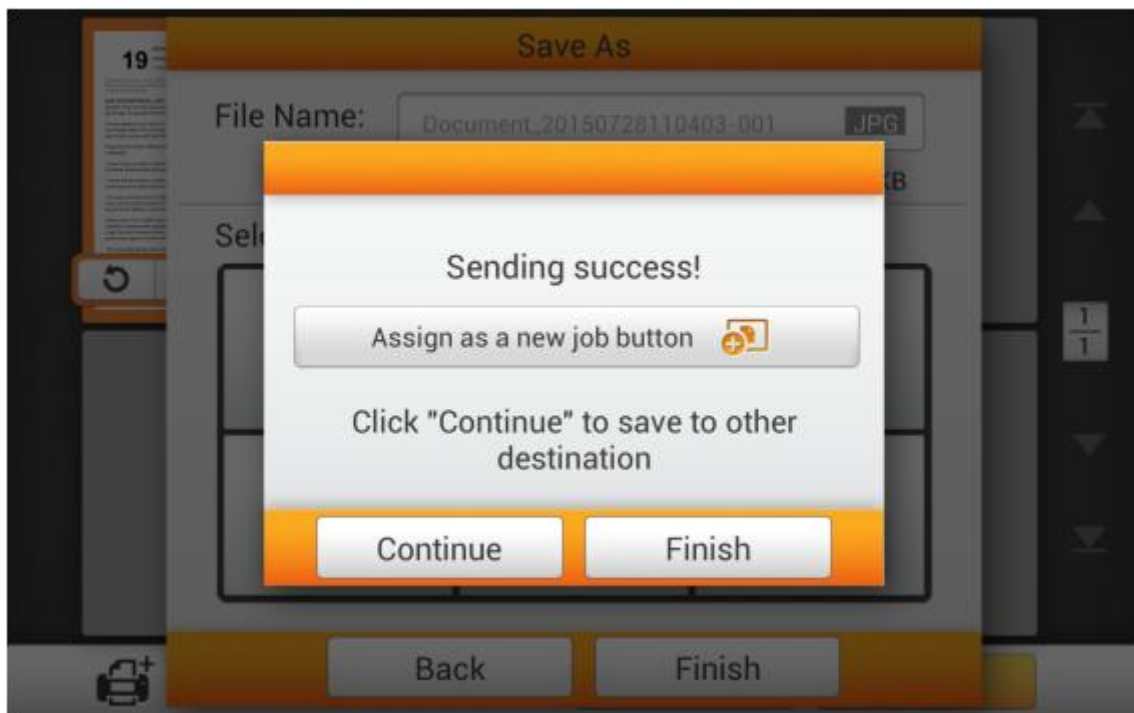 19
Save As
File Name:
Document_20150728110403-001 JPG
KB
Sending success!
Assign as a new job button
Click "Continue" to save to other
destination
Continue Finish
Back Finish
1
1